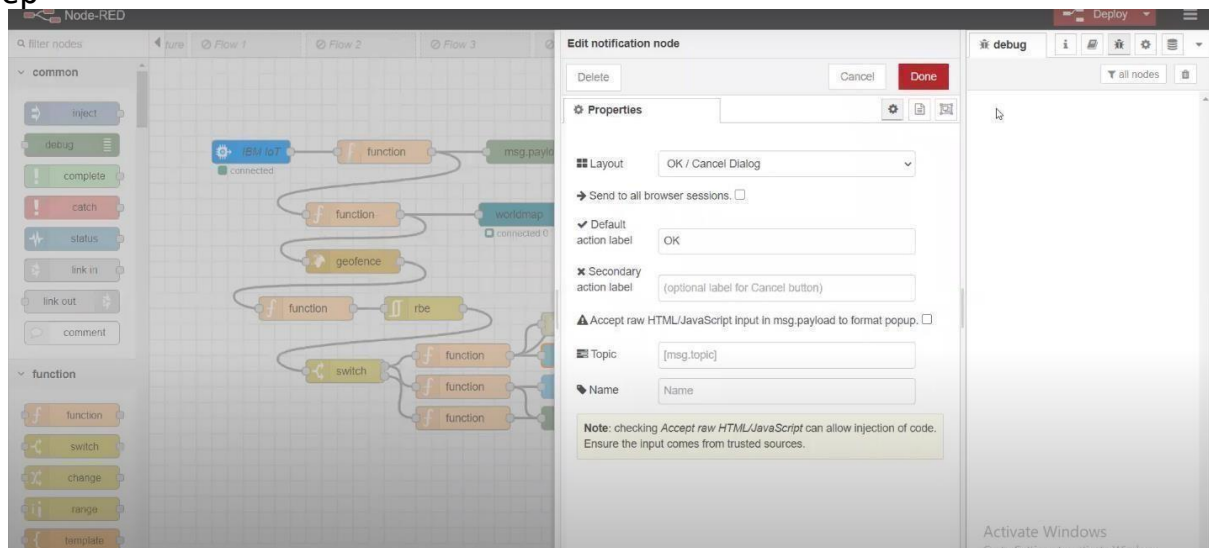 ep
Node-RED
Deploy
filter nodes
ture
Flow 1
Flow 2
Flow 3
Edit notification node
debug
i
common
Delete
Cancel
Done
all nodes
Properties
inject
debug
complete
catch
status
link in
link out
comment
IBM IoT
connected
function
msg.paylo
function
worldmap
connected 0
geofence
function
rbe
switch
function
function
function
Layout
OK / Cancel Dialog
Send to all browser sessions.
Default
action label
OK
Secondary
action label
(optional label for Cancel button)
Accept raw HTML/JavaScript input in msg.payload to format popup.
Topic
[msg.topic]
Name
Name
Note: checking Accept raw HTML/JavaScript can allow injection of code.
Ensure the input comes from trusted sources.
function
function
switch
change
range
template
Activate Windows